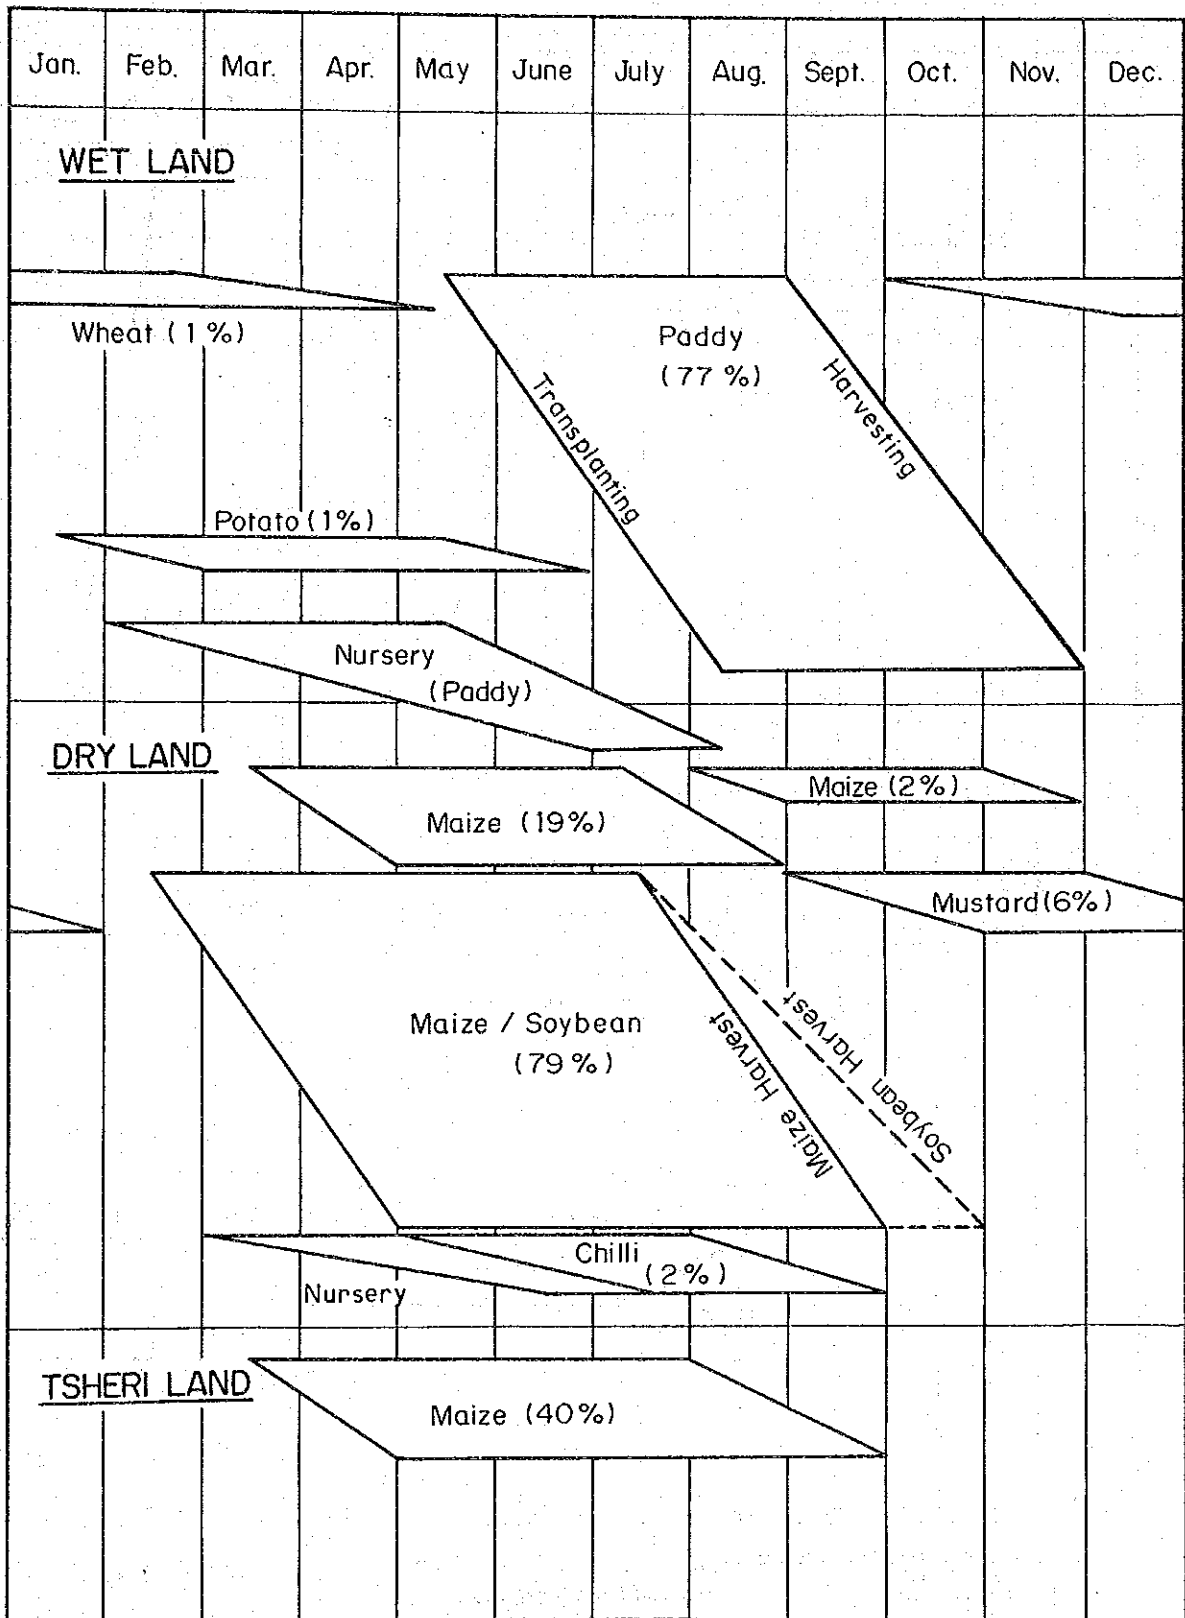 Jan. Feb. Mar. Apr. May June July Aug. Sept. Oct. Nov. Dec.
WET LAND
Wheat (1%)
Paddy
(77%)
Transplanting
Harvesting
Potato (1%)
Nursery
(Paddy)
DRY LAND
Maize (2%)
Maize (19%)
Mustard (6%)
Maize / Soybean
(79%)
Maize Harvest
Soybean Harvest
Chilli
(2%)
Nursery
TSHERI LAND
Maize (40%)